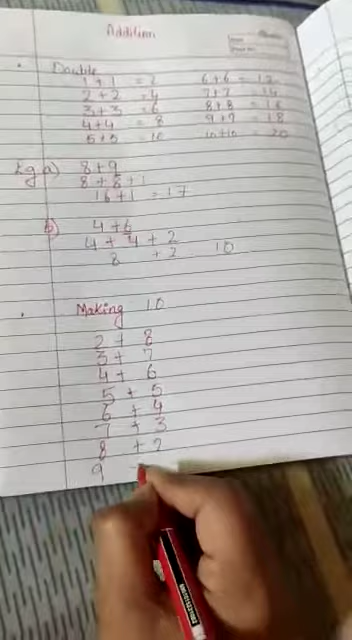 Addition
Double
1 + 1 = 2 6 + 6 = 12
2 + 2 = 4 7 + 7 = 14
3 + 3 = 6 8 + 8 = 16
4 + 4 = 8 9 + 9 = 18
5 + 5 = 10 10 + 10 = 20
Eg a) 8 + 9
8 + 8 + 1
16 + 1 = 17
b) 4 + 6
4 + 4 + 2
8 + 2 10
Making 10
2 + 8
3 + 7
4 + 6
5 + 5
6 + 4
7 + 3
8 + 2
9